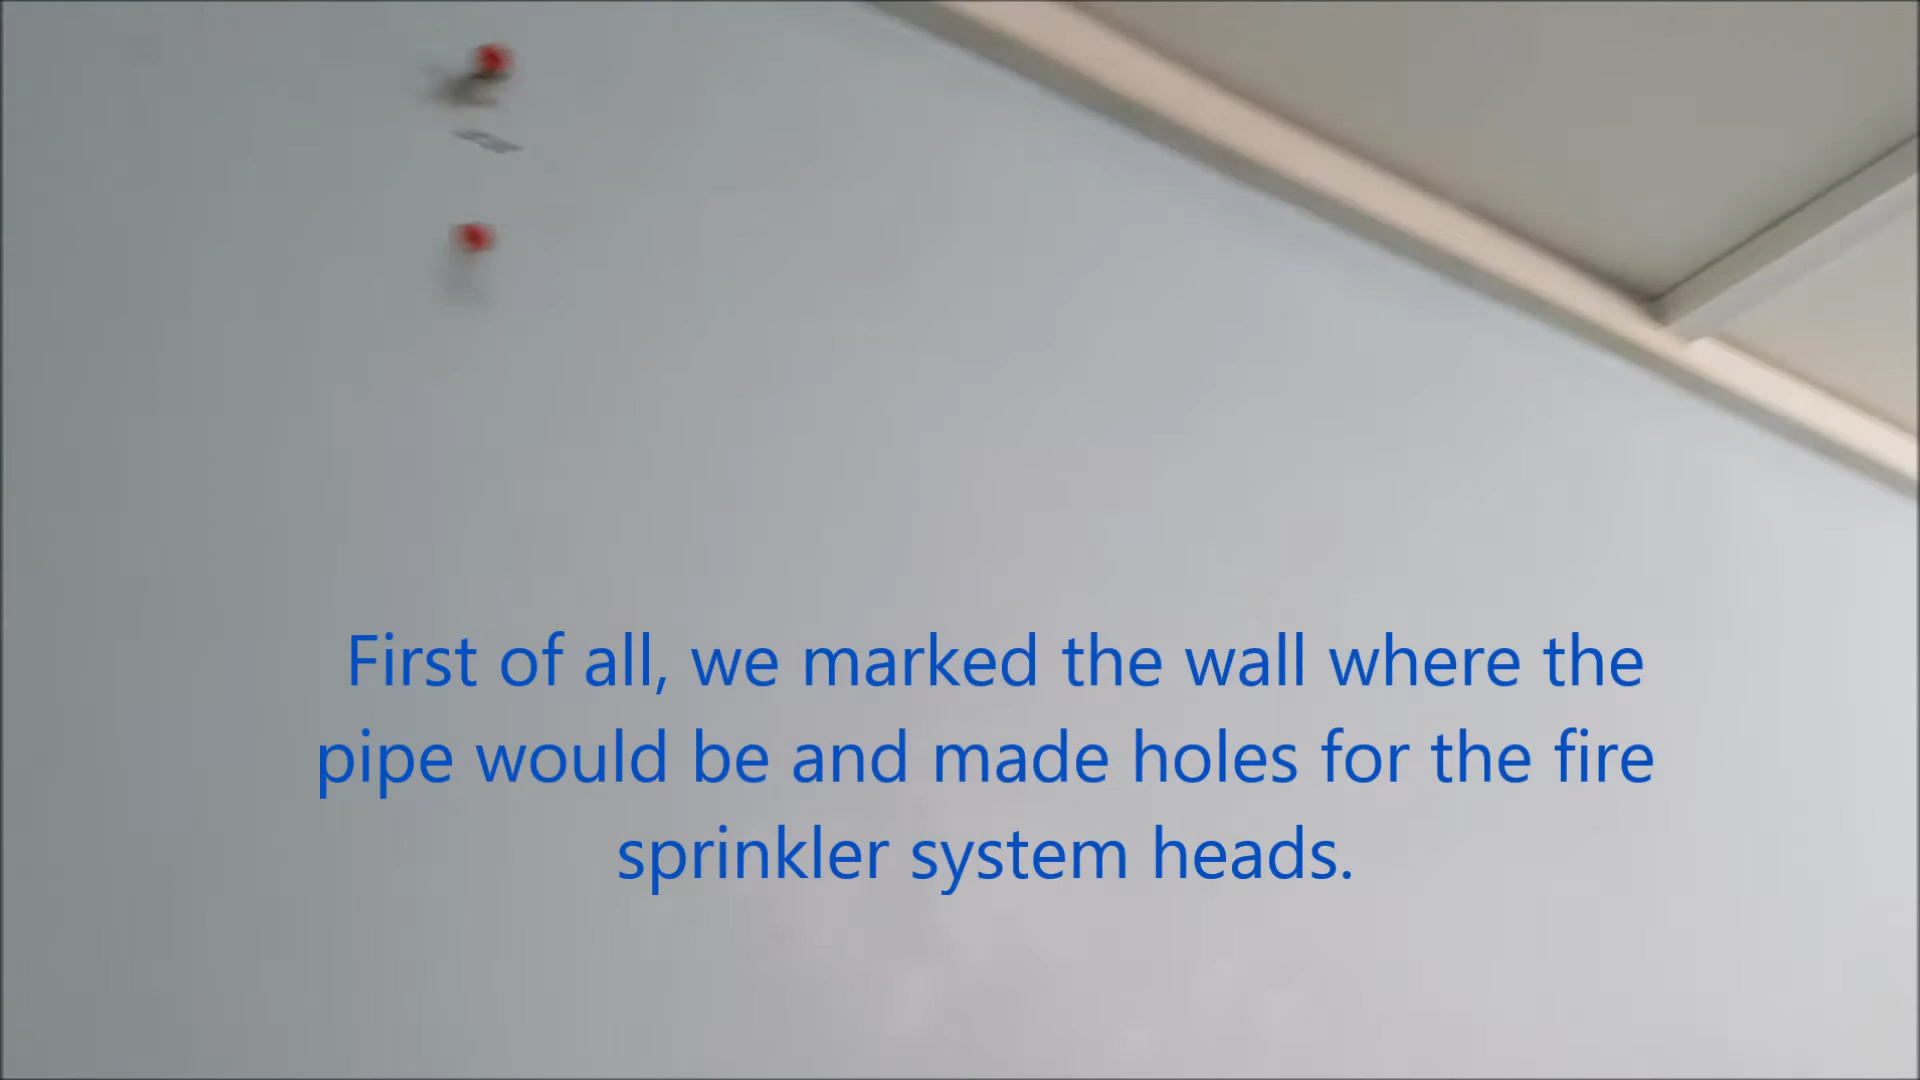 First of all, we marked the wall where the
pipe would be and made holes for the fire
sprinkler system heads.